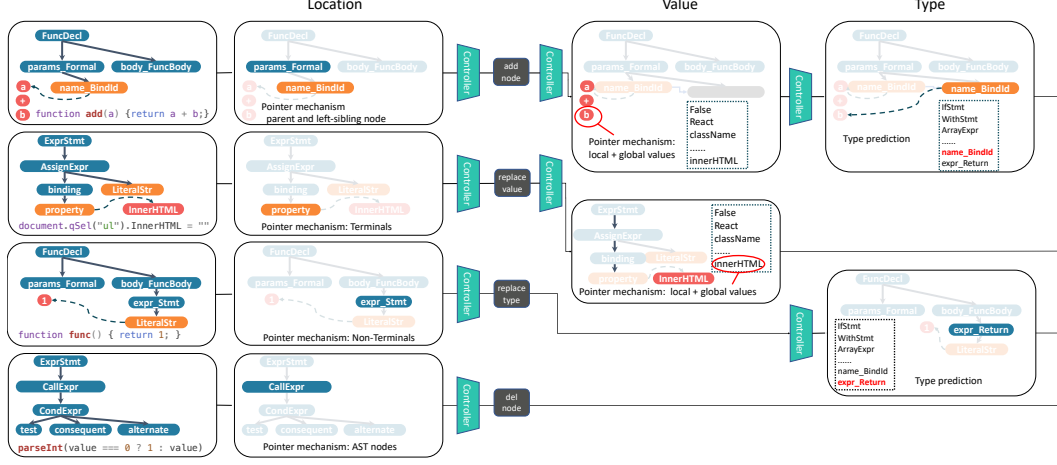 Location
Value
Type
FuncDecl
params_Formal
body_FuncBody
name_BindId
a
+
b
function add(a) {return a + b;}
FuncDecl
params_Formal
body_FuncBody
name_BindId
a
+
b
Pointer mechanism
parent and left-sibling node
Controller
add
node
Controller
FuncDecl
params_Formal
body_FuncBody
name_BindId
a
+
b
False
React
className
......
innerHTML
Pointer mechanism:
local + global values
Controller
FuncDecl
params_Formal
body_FuncBody
name_BindId
name_BindId
a
+
b
IfStmt
WithStmt
ArrayExpr
......
name_BindId
expr_Return
Type prediction
ExprStmt
AssignExpr
binding
LiteralStr
property
InnerHTML
document.qSel("ul").InnerHTML = ""
ExprStmt
AssignExpr
binding
LiteralStr
property
InnerHTML
Pointer mechanism: Terminals
Controller
replace
value
Controller
ExprStmt
AssignExpr
binding
LiteralStr
Property
InnerHTML
False
React
className
......
innerHTML
Pointer mechanism: local + global values
FuncDecl
params_Formal
body_FuncBody
1
expr_Stmt
LiteralStr
function func() { return 1; }
FuncDecl
params_Formal
body_FuncBody
1
expr_Stmt
LiteralStr
Pointer mechanism: Non-Terminals
Controller
replace
type
Controller
FuncDecl
params_Formal
body_FuncBody
1
expr_Return
LiteralStr
IfStmt
WithStmt
ArrayExpr
......
name_BindId
expr_Return
Type prediction
ExprStmt
CallExpr
CondExpr
test
consequent
alternate
parseInt(value === 0 ? 1 : value)
ExprStmt
CallExpr
CondExpr
test
consequent
alternate
Pointer mechanism: AST nodes
Controller
del
node